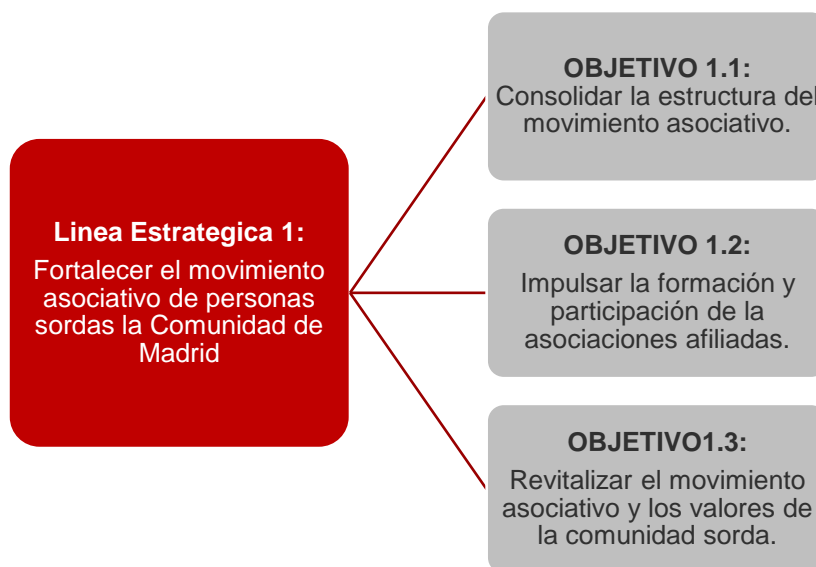 Linea Estrategica 1:
Fortalecer el movimiento
asociativo de personas
sordas la Comunidad de
Madrid
OBJETIVO 1.1:
Consolidar la estructura del
movimiento asociativo.
OBJETIVO 1.2:
Impulsar la formación y
participación de la
asociaciones afiliadas.
OBJETIVO1.3:
Revitalizar el movimiento
asociativo y los valores de
la comunidad sorda.